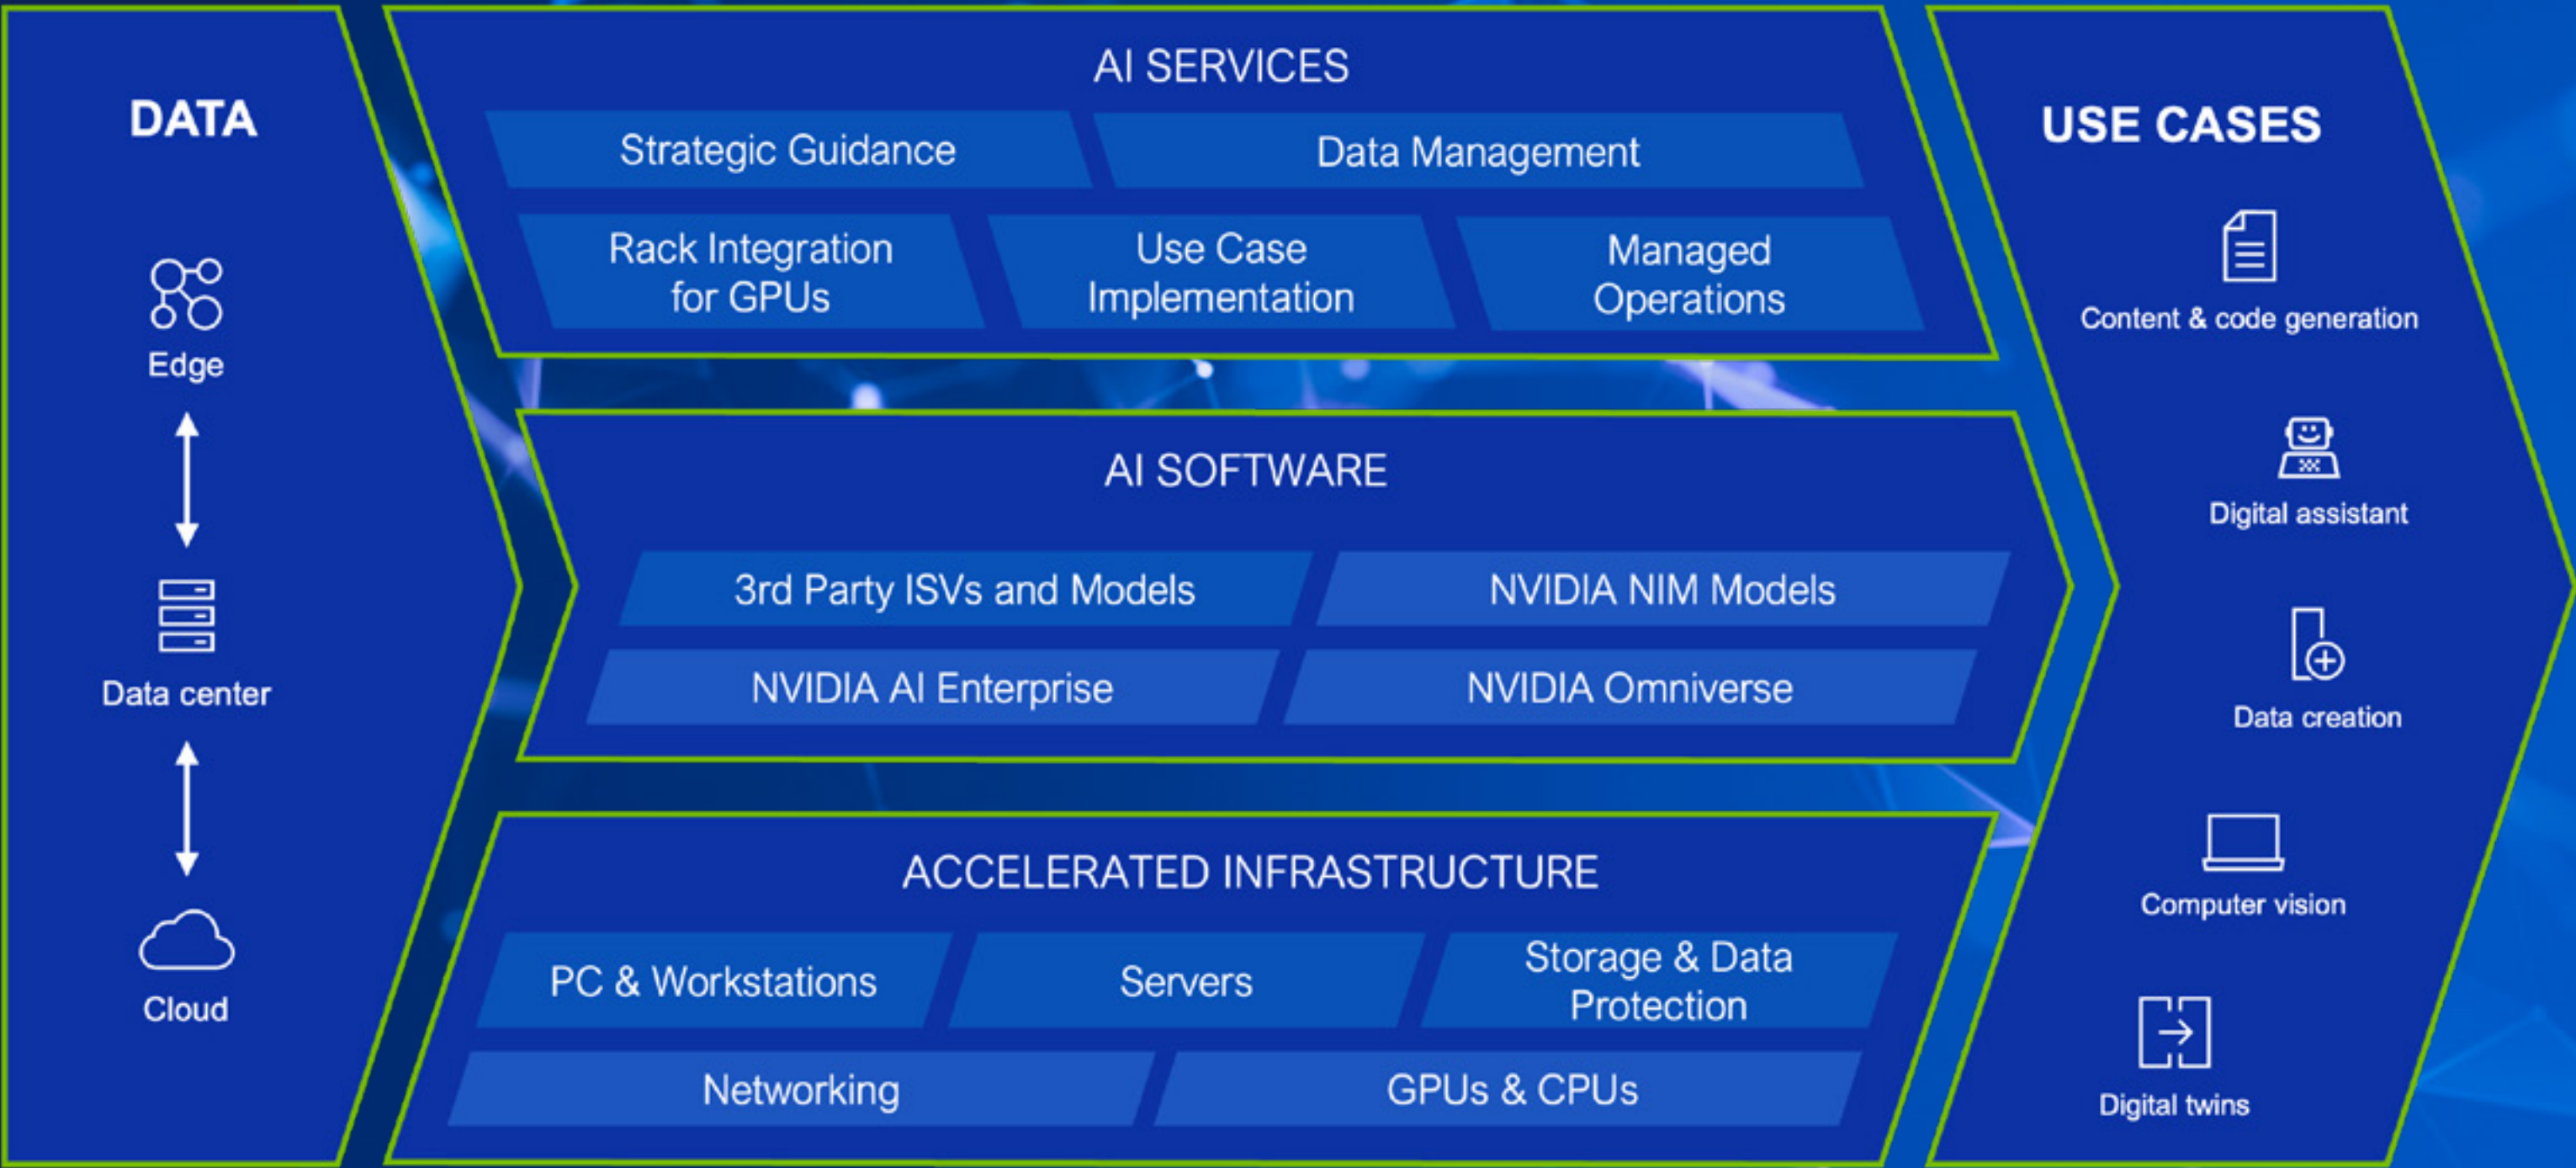 DATA
Edge
Data center
Cloud
AI SERVICES
Strategic Guidance
Data Management
Rack Integration
for GPUs
Use Case
Implementation
Managed
Operations
AI SOFTWARE
3rd Party ISVs and Models
NVIDIA NIM Models
NVIDIA AI Enterprise
NVIDIA Omniverse
ACCELERATED INFRASTRUCTURE
PC & Workstations
Servers
Storage & Data
Protection
Networking
GPUs & CPUs
USE CASES
Content & code generation
Digital assistant
Data creation
Computer vision
Digital twins